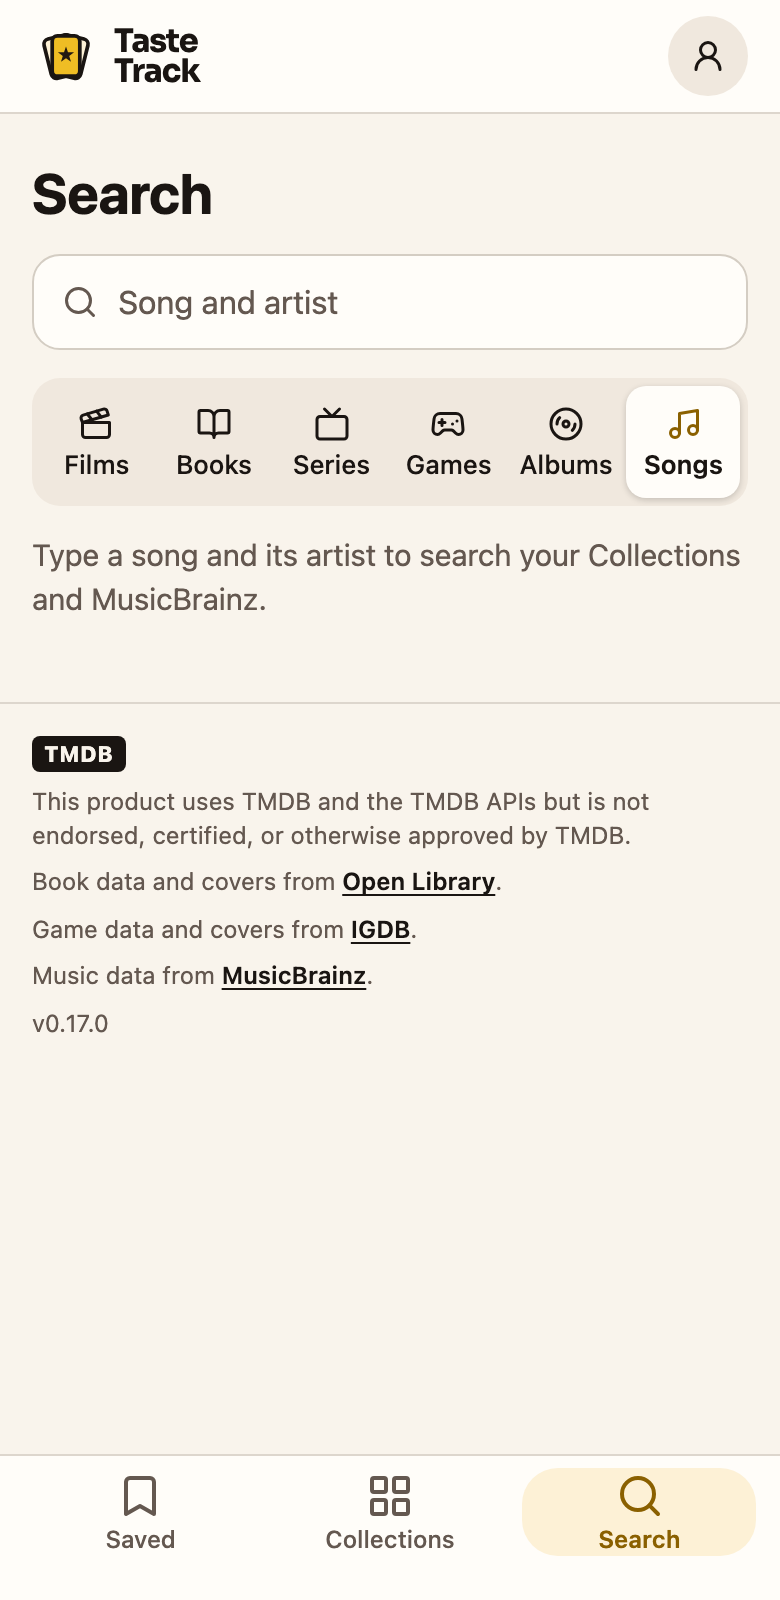 Taste
Track
Search
Song and artist
Films
Books
Series
Games
Albums
Songs
Type a song and its artist to search your Collections
and MusicBrainz.
TMDB
This product uses TMDB and the TMDB APIs but is not
endorsed, certified, or otherwise approved by TMDB.
Book data and covers from Open Library.
Game data and covers from IGDB.
Music data from MusicBrainz.
v0.17.0
Saved
Collections
Search